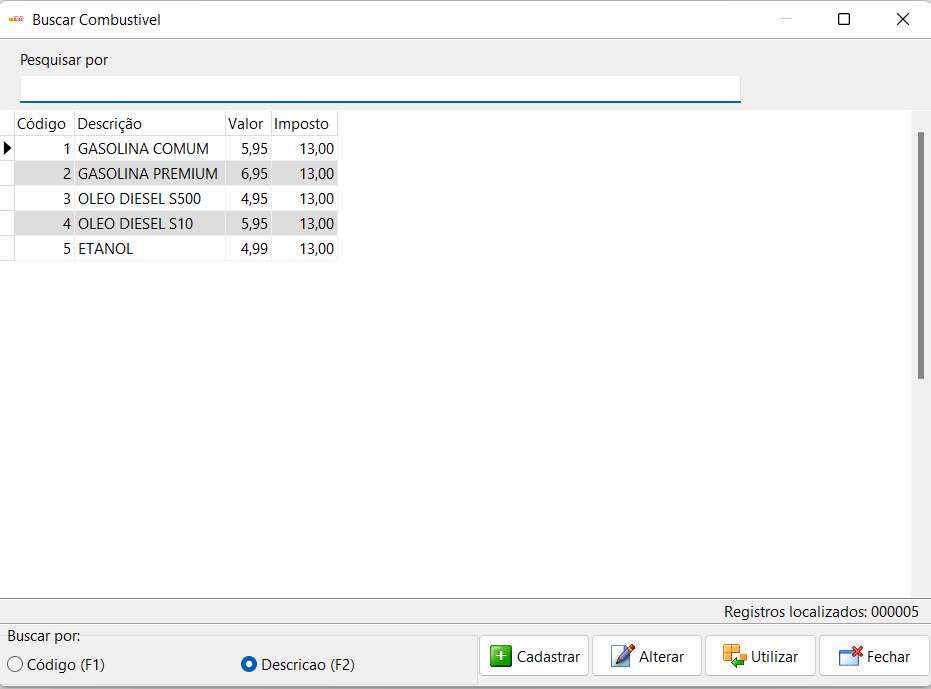 Buscar Combustivel
Pesquisar por
Código Descrição Valor Imposto
1 GASOLINA COMUM 5,95 13,00
2 GASOLINA PREMIUM 6,95 13,00
3 OLEO DIESEL S500 4,95 13,00
4 OLEO DIESEL S10 5,95 13,00
5 ETANOL 4,99 13,00
Registros localizados: 000005
Buscar por:
Código (F1) Descricao (F2) Cadastrar Alterar Utilizar Fechar